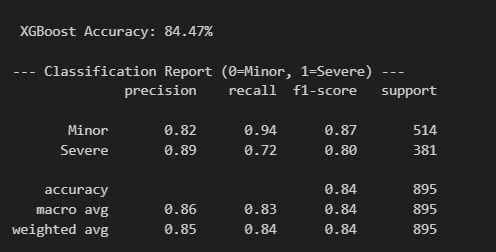 XGBoost Accuracy: 84.47%
--- Classification Report (0=Minor, 1=Severe) ---
precision recall f1-score support
Minor 0.82 0.94 0.87 514
Severe 0.89 0.72 0.80 381
accuracy 0.84 895
macro avg 0.86 0.83 0.84 895
weighted avg 0.85 0.84 0.84 895